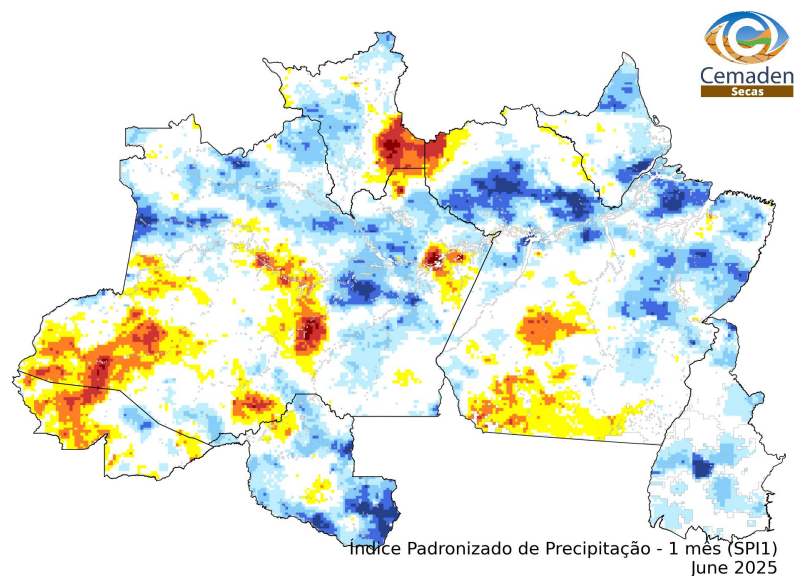 Cemaden
Secas
Índice Padronizado de Precipitação - 1 mês (SPI1)
June 2025